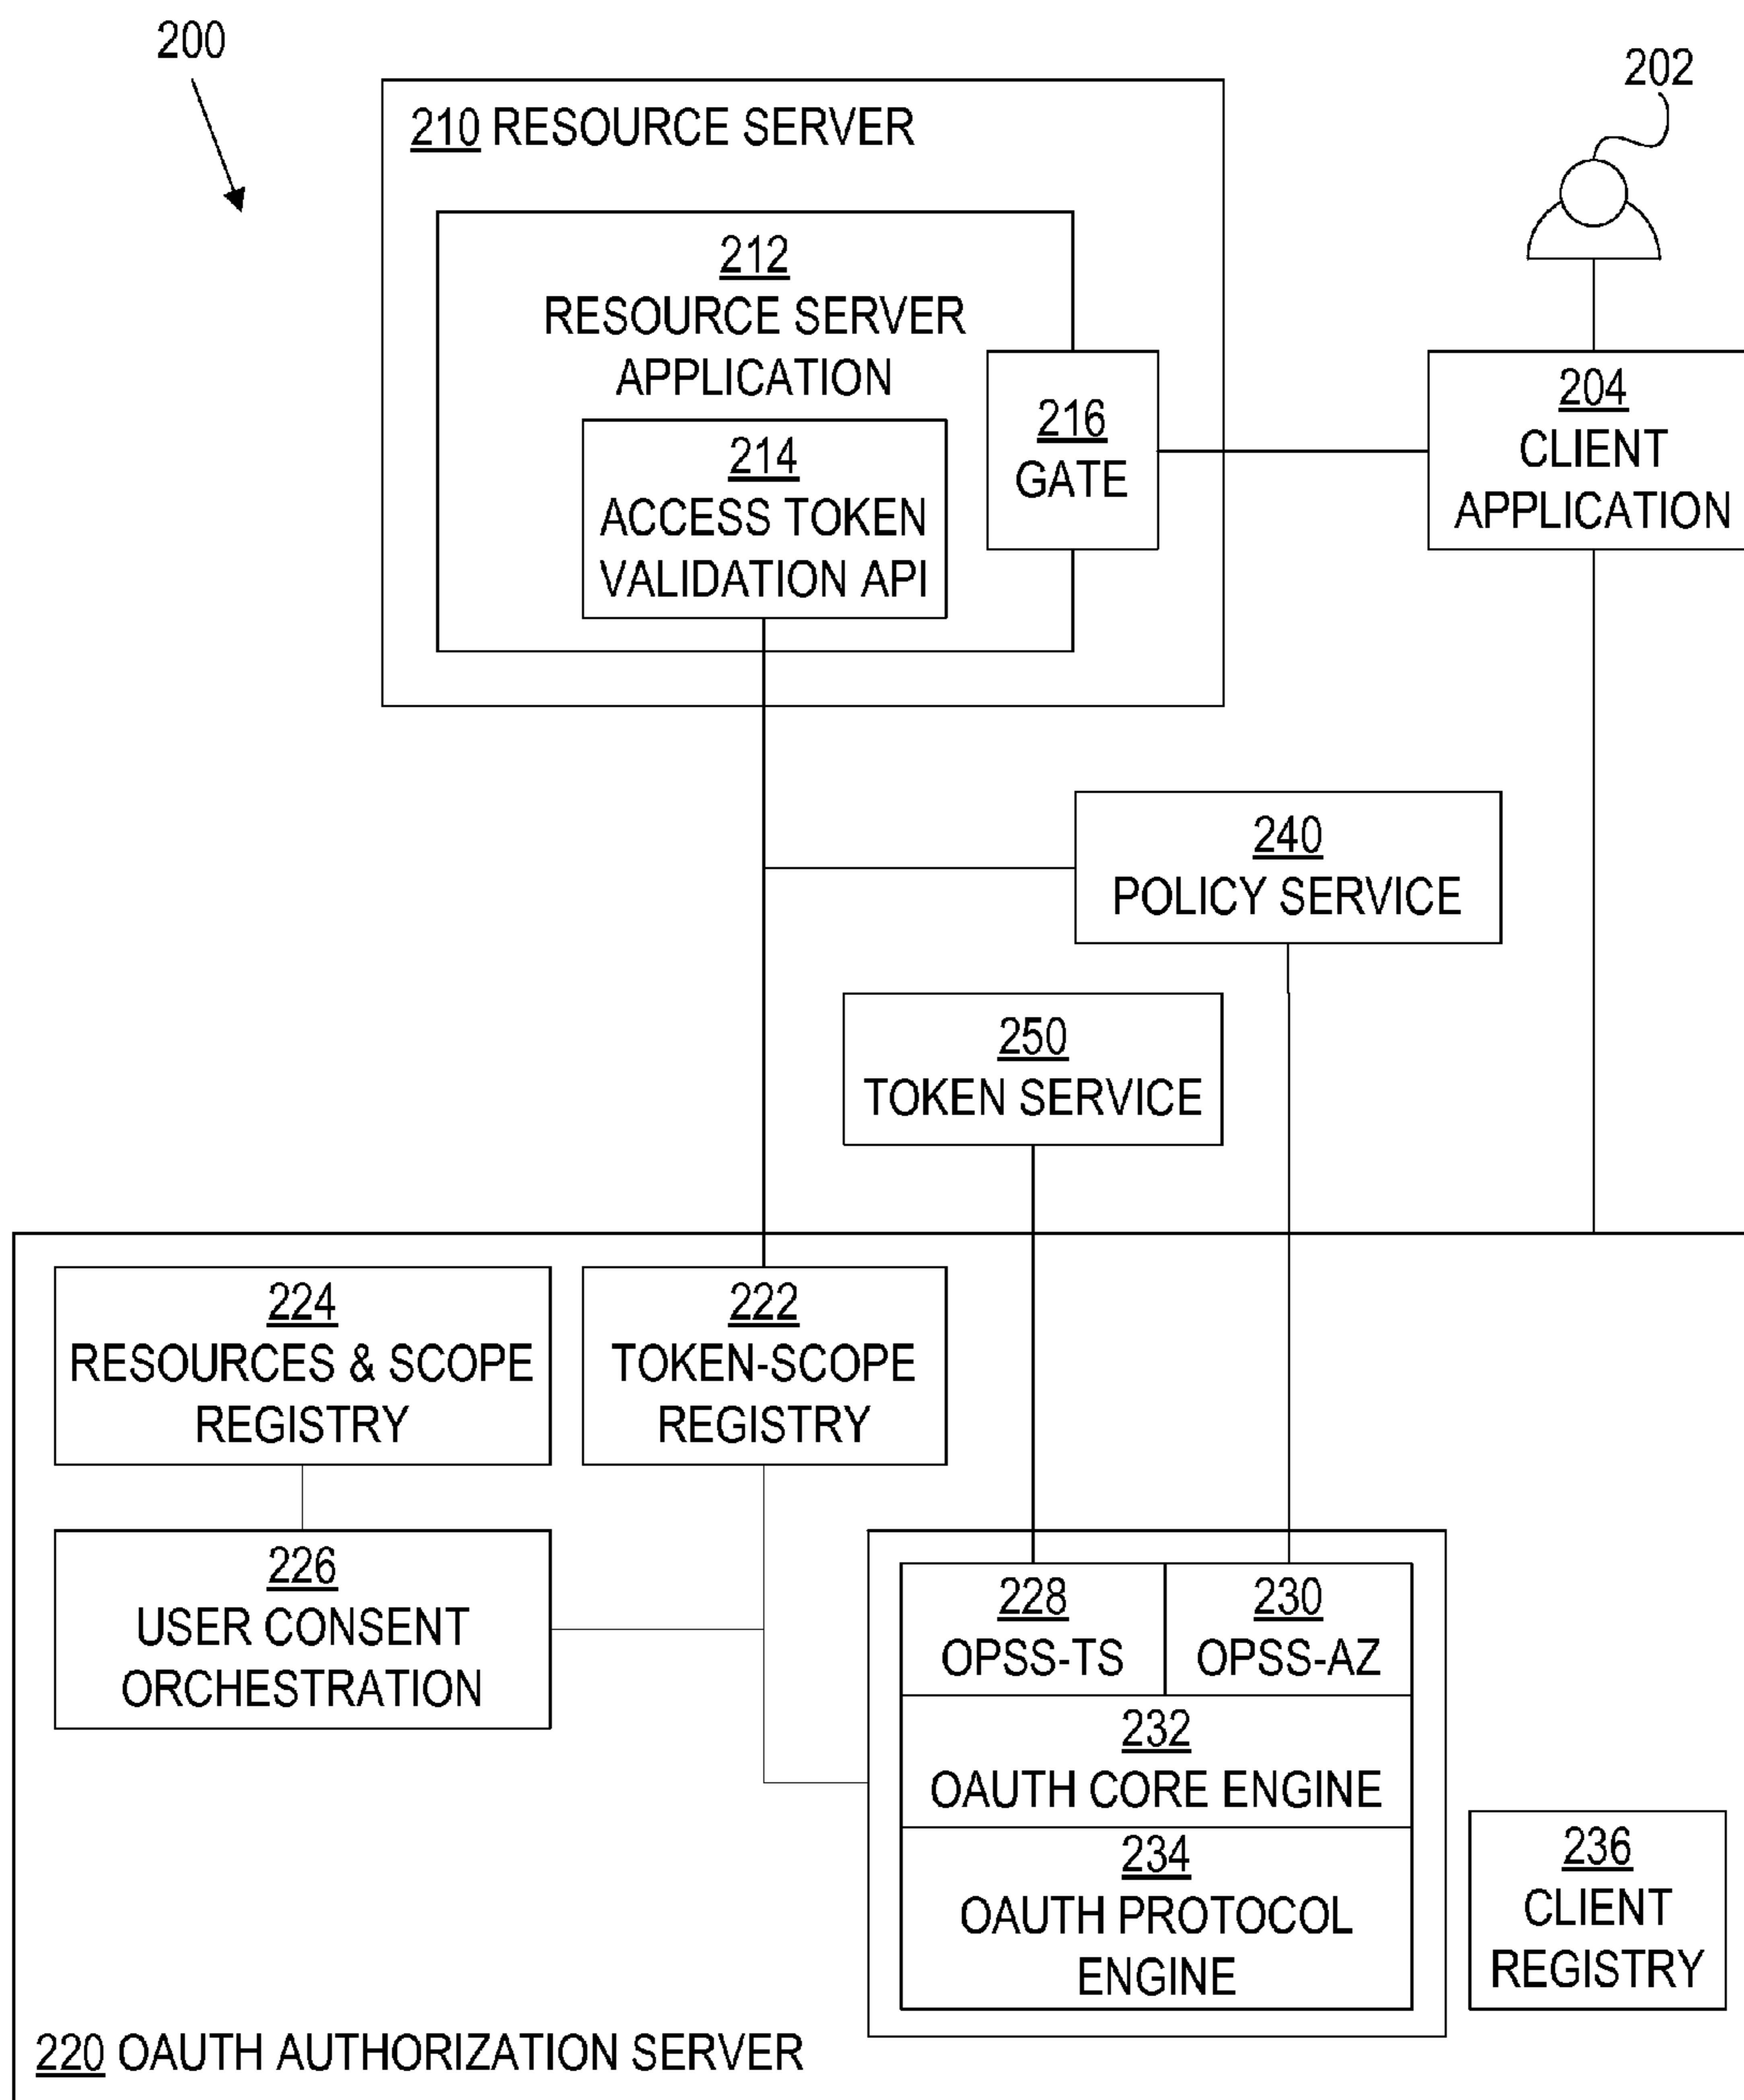 200
202
210 RESOURCE SERVER
212
RESOURCE SERVER
APPLICATION
214
ACCESS TOKEN
VALIDATION API
216
GATE
204
CLIENT
APPLICATION
240
POLICY SERVICE
250
TOKEN SERVICE
224
RESOURCES & SCOPE
REGISTRY
222
TOKEN-SCOPE
REGISTRY
226
USER CONSENT
ORCHESTRATION
228
OPSS-TS
230
OPSS-AZ
232
OAUTH CORE ENGINE
234
OAUTH PROTOCOL
ENGINE
236
CLIENT
REGISTRY
220 OAUTH AUTHORIZATION SERVER